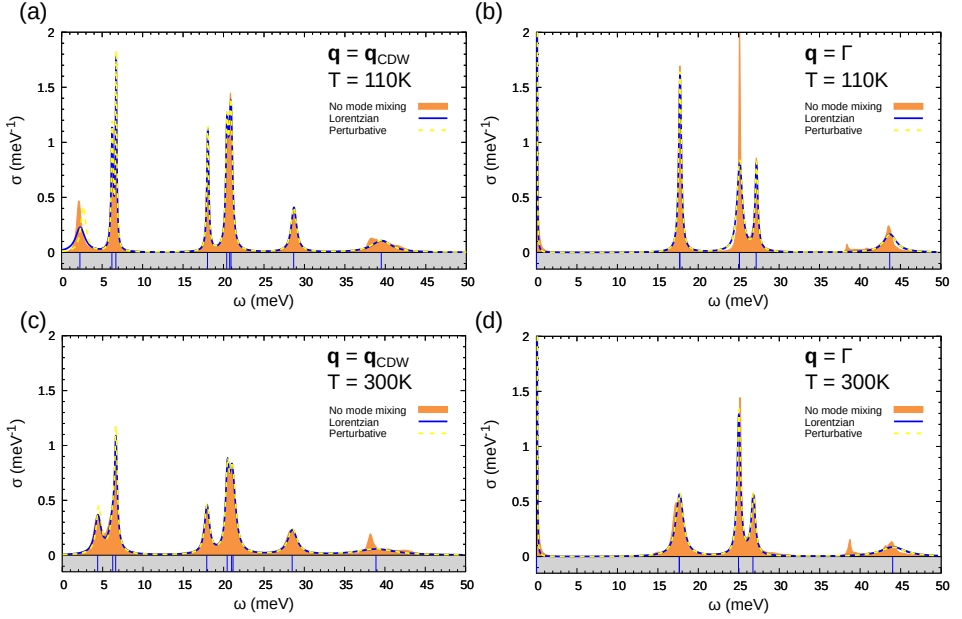 (a)
q = qCDW
T = 110K
No mode mixing
Lorentzian
Perturbative
σ (meV-1)
2
1.5
1
0.5
0
0 5 10 15 20 25 30 35 40 45 50
ω (meV)
(b)
q = Γ
T = 110K
No mode mixing
Lorentzian
Perturbative
σ (meV-1)
2
1.5
1
0.5
0
0 5 10 15 20 25 30 35 40 45 50
ω (meV)
(c)
q = qCDW
T = 300K
No mode mixing
Lorentzian
Perturbative
σ (meV-1)
2
1.5
1
0.5
0
0 5 10 15 20 25 30 35 40 45 50
ω (meV)
(d)
q = Γ
T = 300K
No mode mixing
Lorentzian
Perturbative
σ (meV-1)
2
1.5
1
0.5
0
0 5 10 15 20 25 30 35 40 45 50
ω (meV)